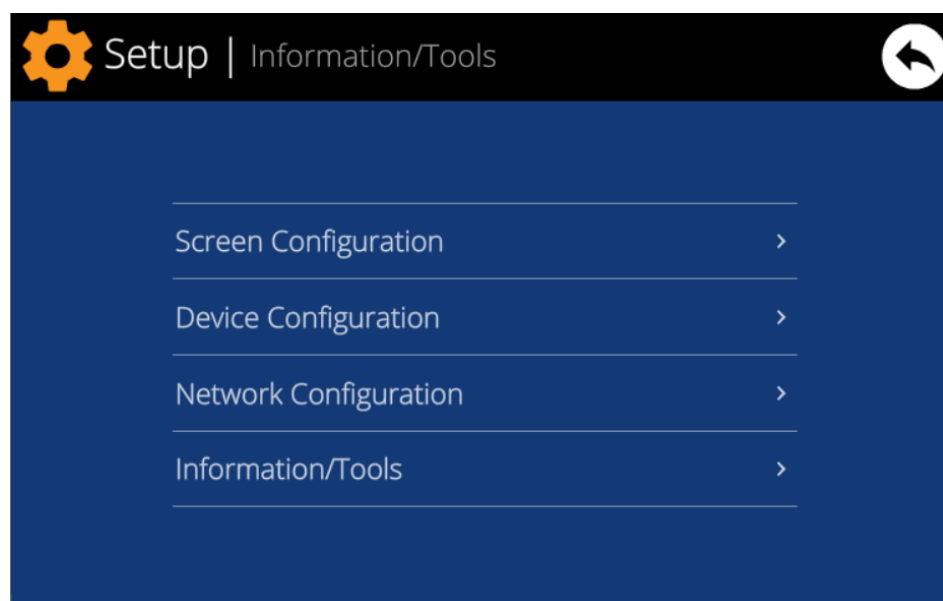 Setup | Information/Tools
Screen Configuration
Device Configuration
Network Configuration
Information/Tools